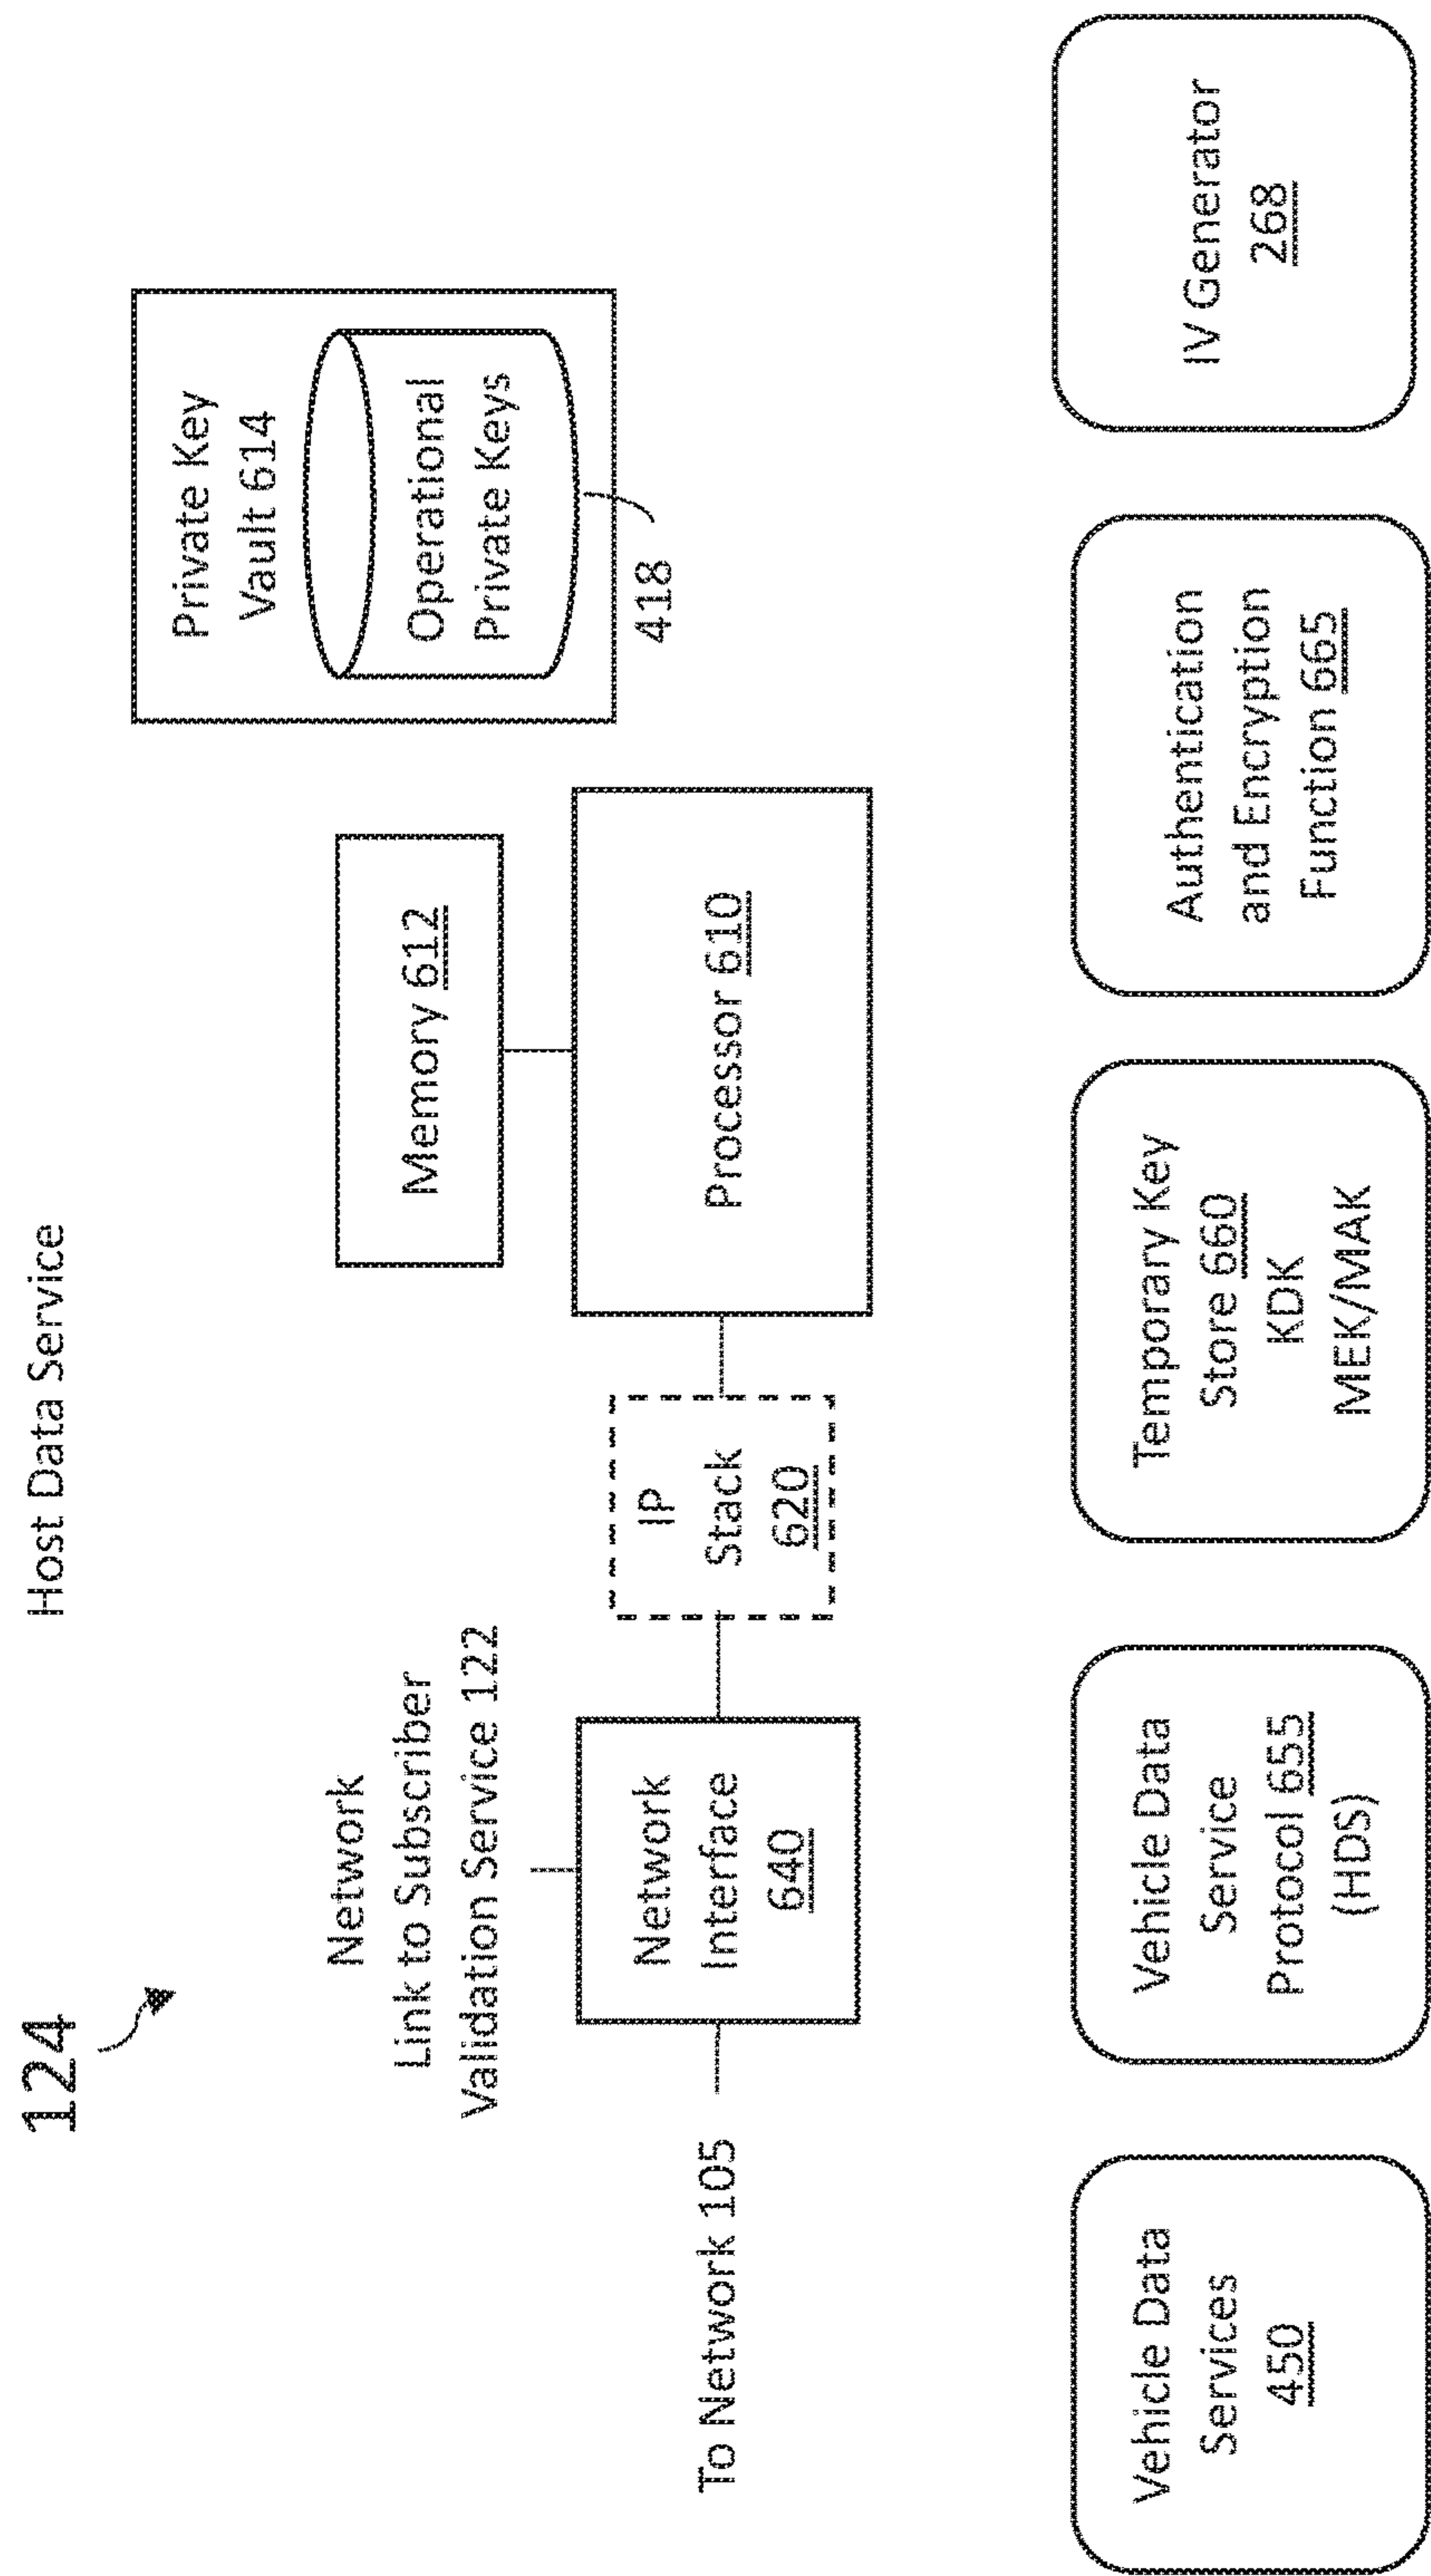 Host Data Service
124
Private Key
Vault 614
Operational
Private Keys
418
Memory 612
Processor 610
IP
Stack
620
Network
Link to Subscriber
Validation Service 122
Network
Interface
640
To Network 105
Vehicle Data
Services
450
Vehicle Data
Service
Protocol 655
(HDS)
Temporary Key
Store 660
KDK
MEK/MAK
Authentication
and Encryption
Function 665
IV Generator
268